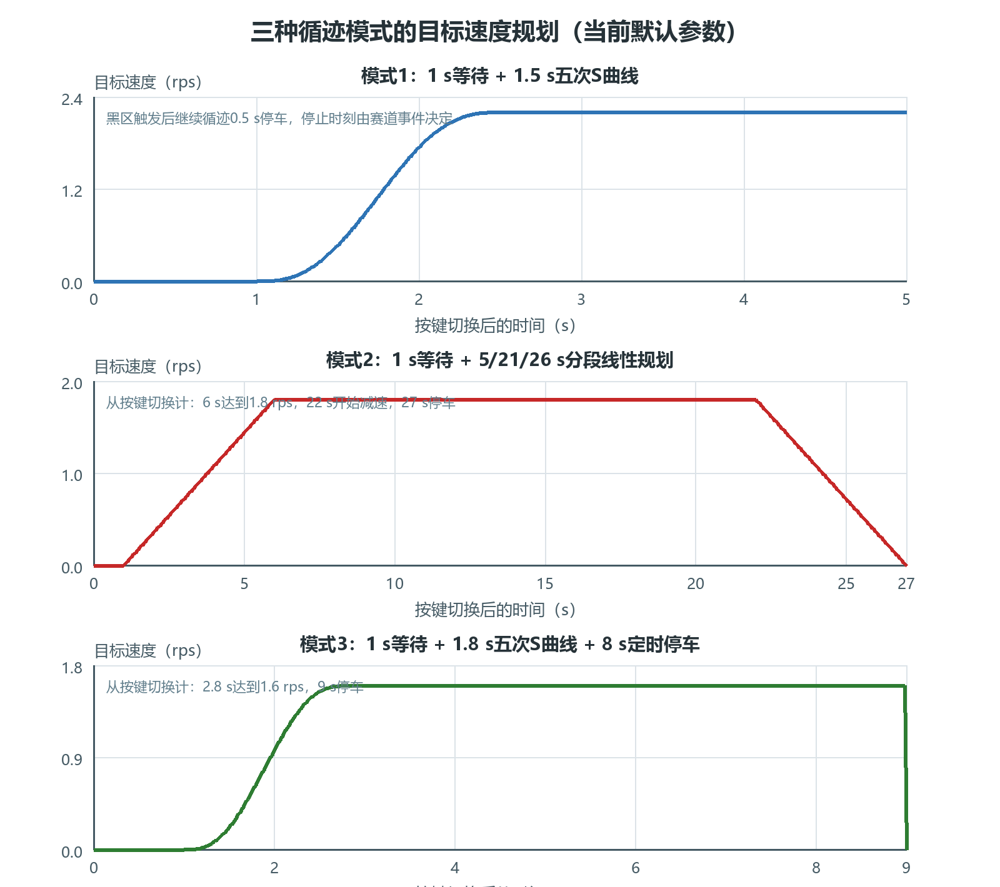 三种循迹模式的目标速度规划（当前默认参数）
模式1：1 s等待 + 1.5 s五次S曲线
目标速度（rps）
2.4
黑区触发后继续循迹0.5 s停车，停止时刻由赛道事件决定
1.2
0.0
0 1 2 3 4 5
按键切换后的时间（s）
模式2：1 s等待 + 5/21/26 s分段线性规划
目标速度（rps）
2.0
从按键切换计：6 s达到1.8 rps，22 s开始减速，27 s停车
1.0
0.0
0 5 10 15 20 25 27
按键切换后的时间（s）
模式3：1 s等待 + 1.8 s五次S曲线 + 8 s定时停车
目标速度（rps）
1.8
从按键切换计：2.8 s达到1.6 rps，9 s停车
0.9
0.0
0 2 4 6 8 9